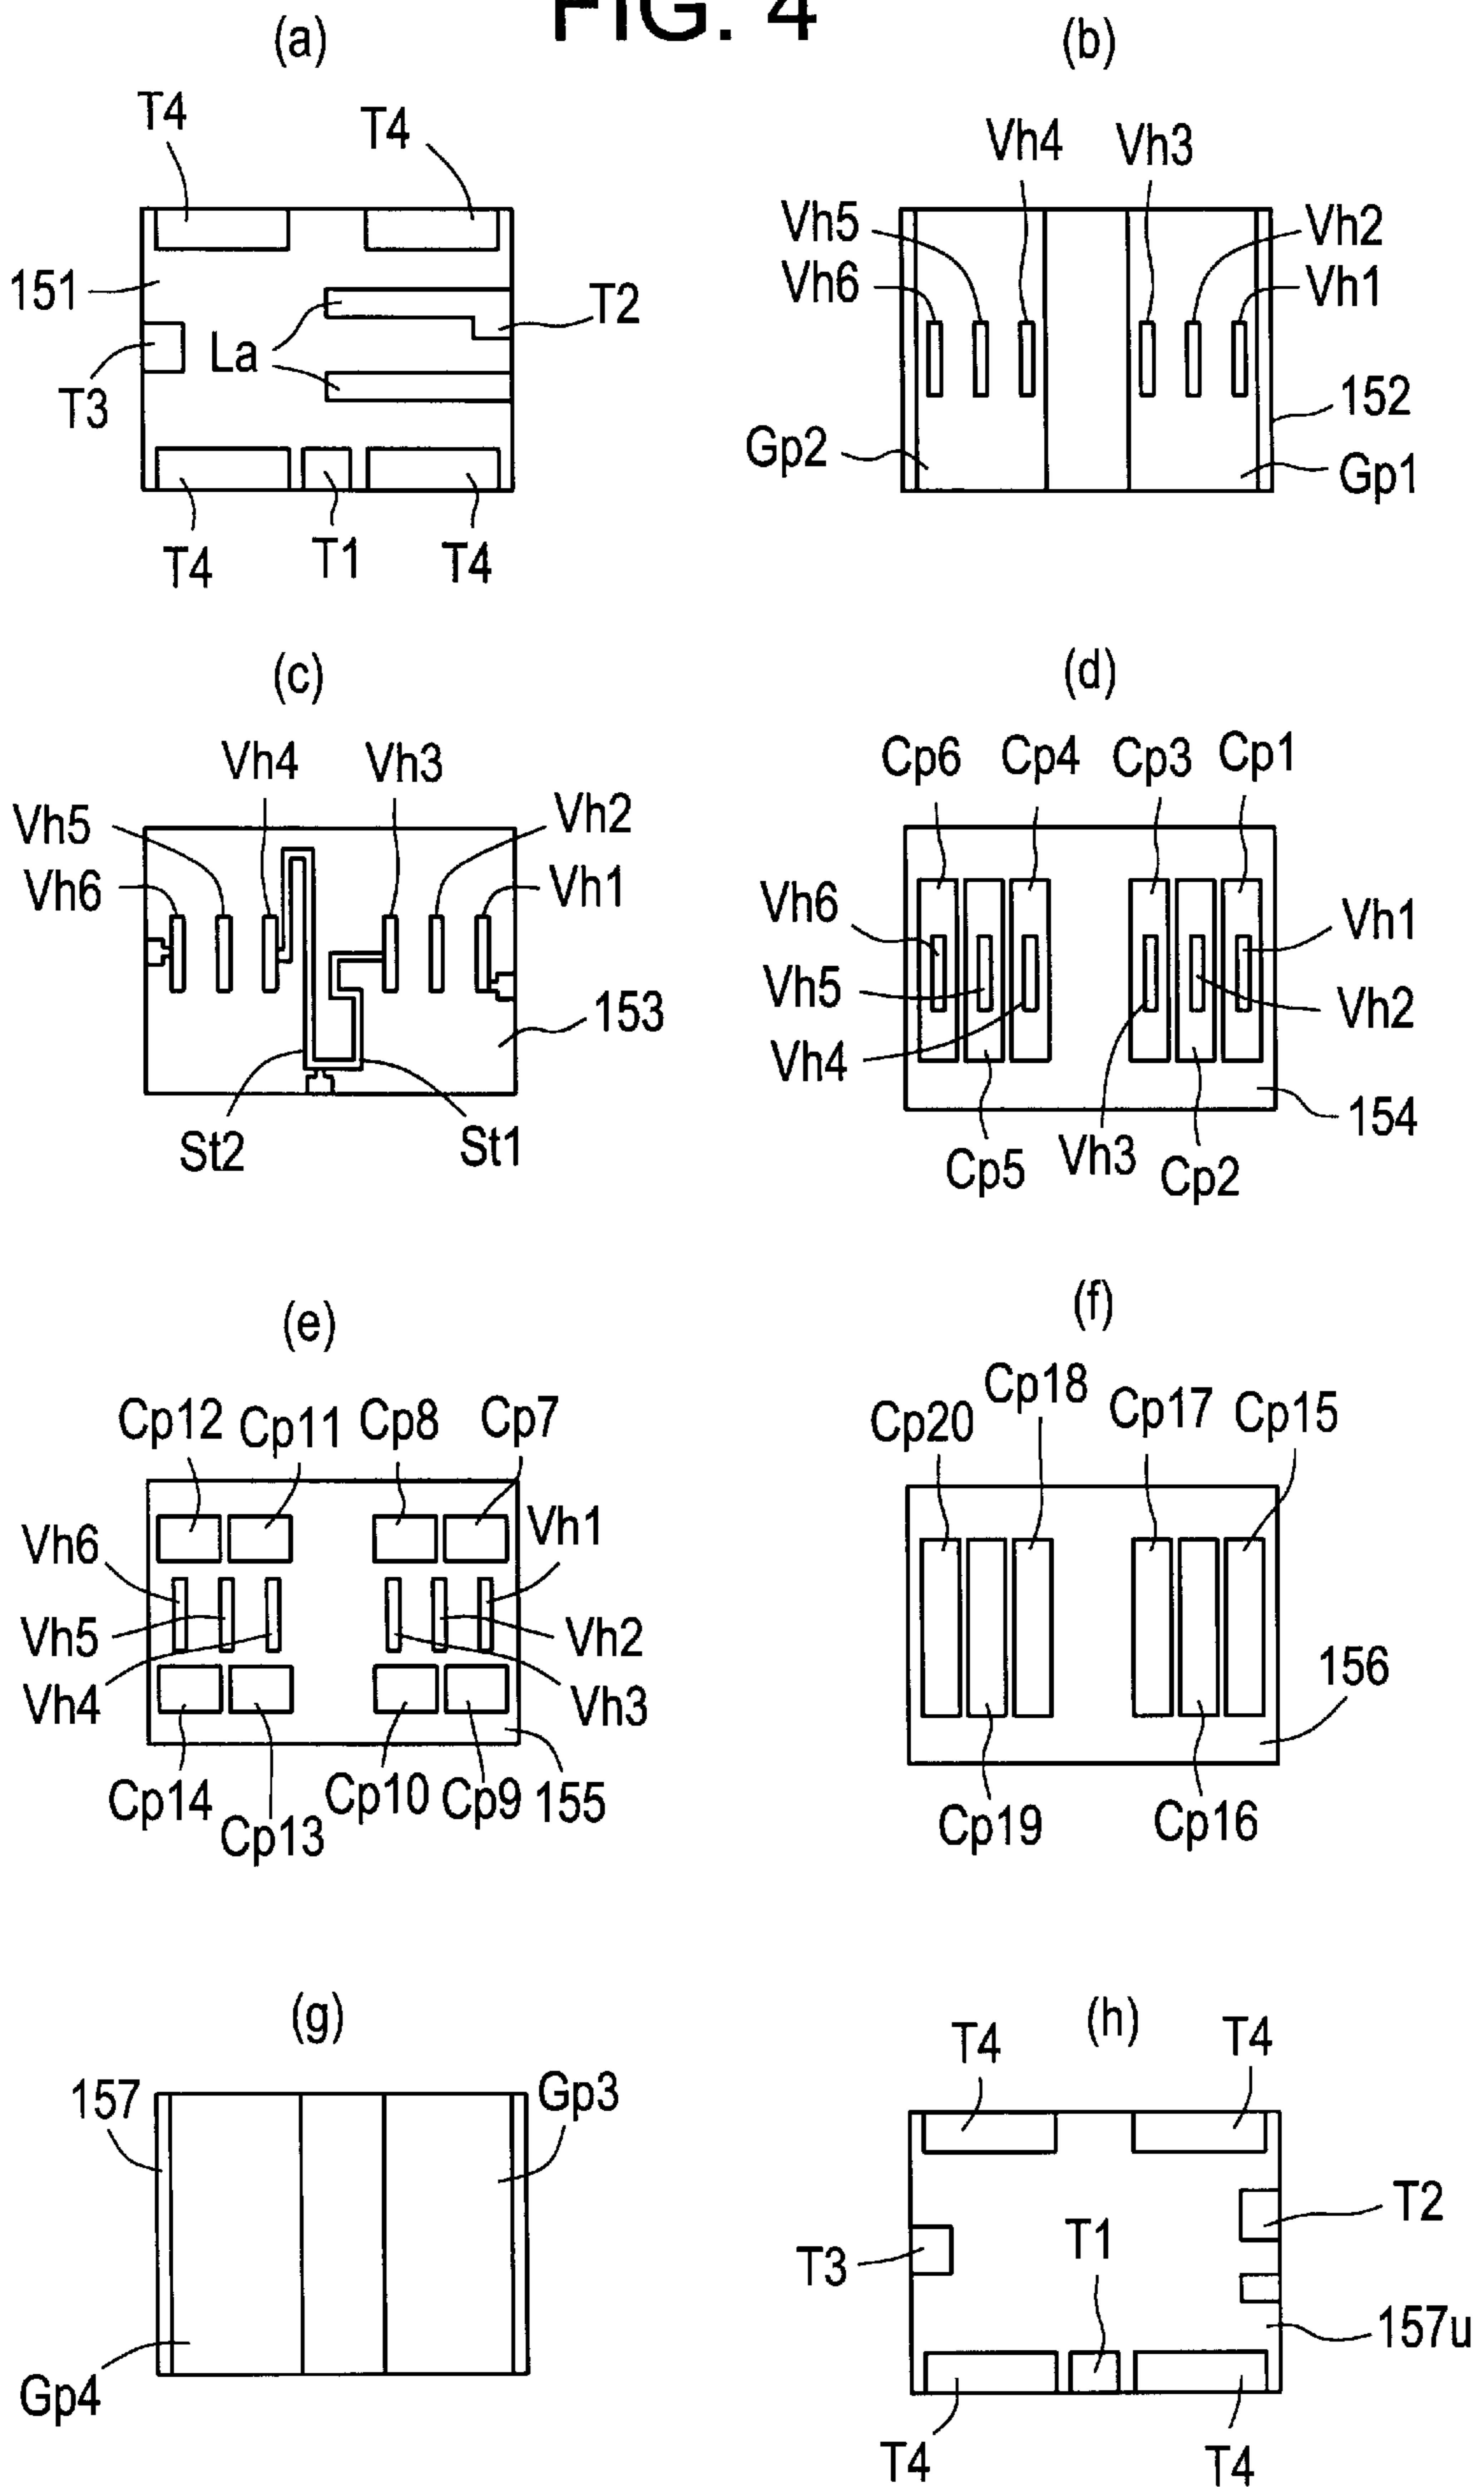 FIG. 4
(a)
T4
T4
151
T2
La
T3
T4
T1
T4
(b)
Vh4
Vh3
Vh5
Vh2
Vh6
Vh1
152
Gp2
Gp1
(c)
Vh4
Vh3
Vh5
Vh2
Vh6
Vh1
153
St2
St1
(d)
Cp6
Cp4
Cp3
Cp1
Vh6
Vh1
Vh5
Vh2
Vh4
154
Vh3
Cp5
Cp2
(e)
Cp12
Cp11
Cp8
Cp7
Vh6
Vh1
Vh5
Vh2
Vh4
Vh3
Cp14
Cp13
Cp10
Cp9
155
(f)
Cp20
Cp18
Cp17
Cp15
156
Cp19
Cp16
(g)
157
Gp3
Gp4
(h)
T4
T4
T2
T3
T1
157u
T4
T4